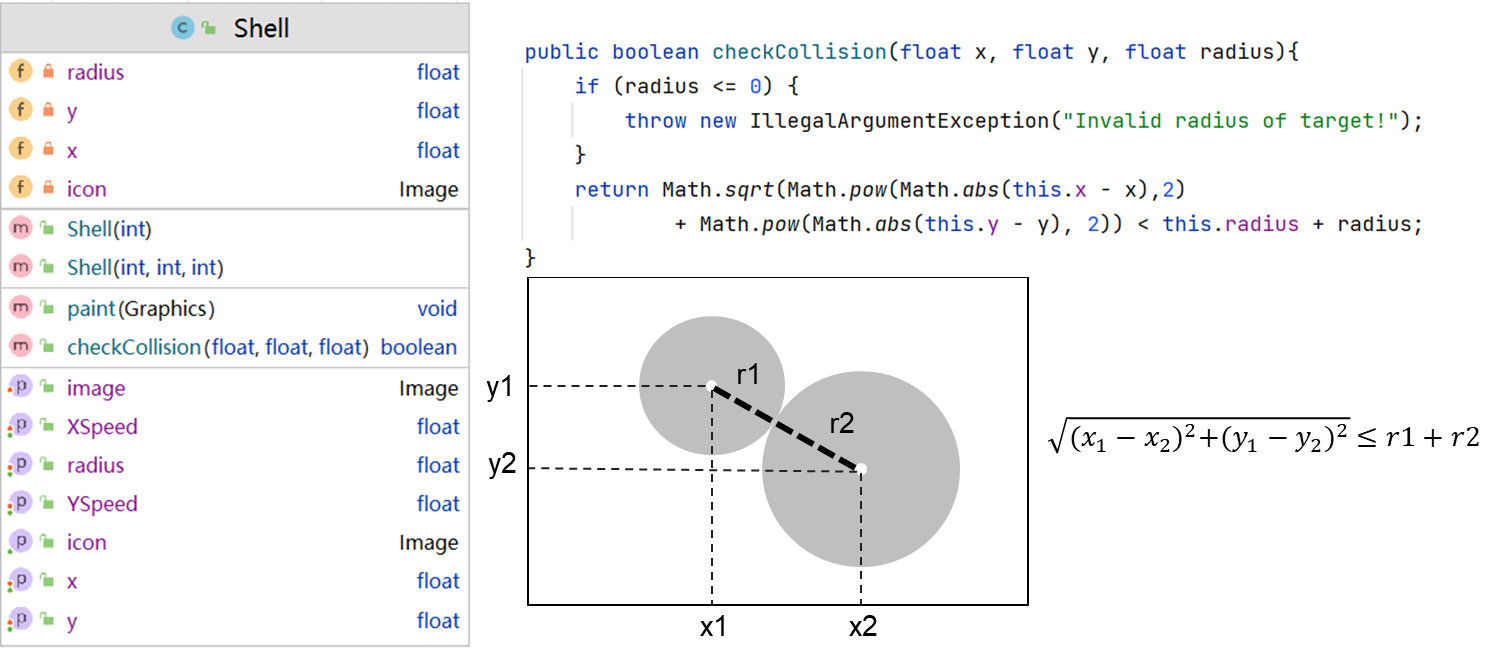 C Shell
f radius float
f y float
f x float
f icon Image
m Shell(int)
m Shell(int, int, int)
m paint(Graphics) void
m checkCollision(float, float, float) boolean
p image Image
p XSpeed float
p radius float
p YSpeed float
p icon Image
p x float
p y float
public boolean checkCollision(float x, float y, float radius){
if (radius <= 0) {
throw new IllegalArgumentException("Invalid radius of target!");
}
return Math.sqrt(Math.pow(Math.abs(this.x - x),2)
+ Math.pow(Math.abs(this.y - y), 2)) < this.radius + radius;
}
y1
r1
r2
y2
x1 x2
√(x₁ − x₂)²+(y₁ − y₂)² ≤ r1 + r2